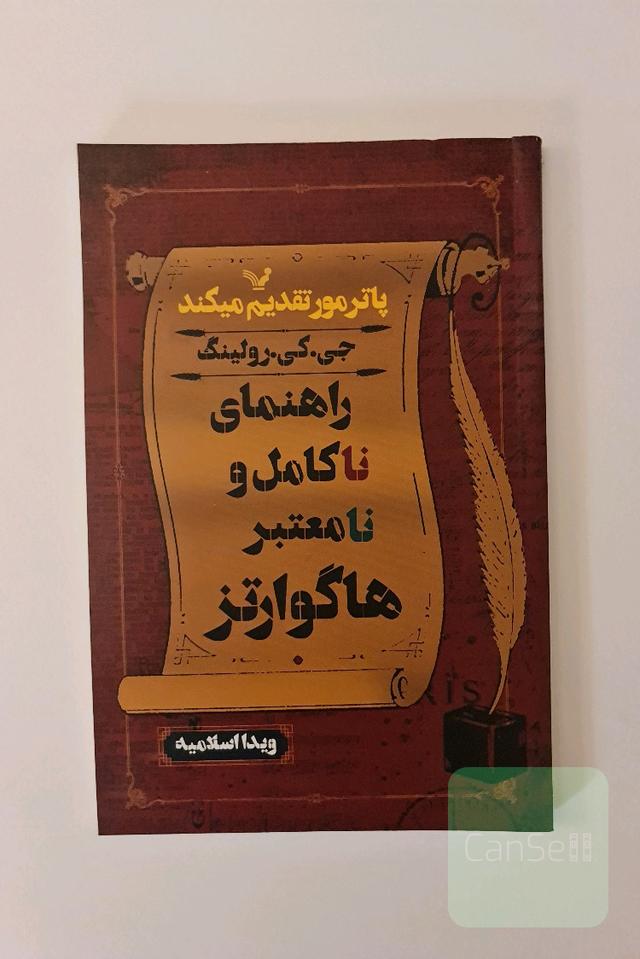 پاترمور تقدیم میکند
جی.کی.رولینگ
راهنمای
ناکامل و
نامعتبر
هاگوارتز
ویدا اسلامیه
CanSell